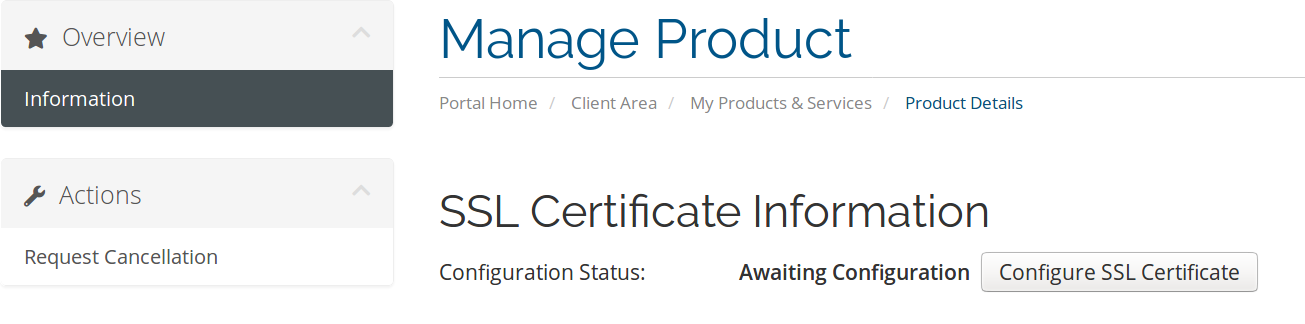 Overview
Information
Actions
Request Cancellation
Manage Product
Portal Home / Client Area / My Products & Services / Product Details
SSL Certificate Information
Configuration Status: Awaiting Configuration Configure SSL Certificate